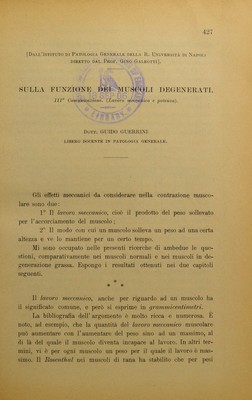 427
[Dall'Istituto di Patologia Generale della R. Università di Napoli
diretto dal Prof. Gino Galeotti].
SULLA FUNZIONE DEI MUSCOLI DEGENERATI.
IIIª Comunicazione. (Lavoro meccanico e potenza).
Dott. GUIDO GUERRINI
LIBERO DOCENTE IN PATOLOGIA GENERALE.
Gli effetti meccanici da considerare nella contrazione musco-
lare sono due:
1º Il lavoro meccanico, cioè il prodotto del peso sollevato
per l'accorciamento del muscolo;
2º Il modo con cui un muscolo solleva un peso ad una certa
altezza e ve lo mantiene per un certo tempo.
Mi sono occupato nelle presenti ricerche di ambedue le que-
stioni, comparativamente nei muscoli normali e nei muscoli in de-
generazione grassa. Espongo i risultati ottenuti nei due capitoli
seguenti.
* * *
Il lavoro meccanico, anche per riguardo ad un muscolo ha
il significato comune, e però si esprime in grammicentimetri.
La bibliografia dell'argomento è molto ricca e numerosa. È
noto, ad esempio, che la quantità del lavoro meccanico muscolare
può aumentare con l'aumentare del peso sino ad un massimo, al
di là del quale il muscolo diventa incapace al lavoro. In altri ter-
mini, vi è per ogni muscolo un peso per il quale il lavoro è mas-
simo. Il Rosenthal nei muscoli di rana ha stabilito che per pesi